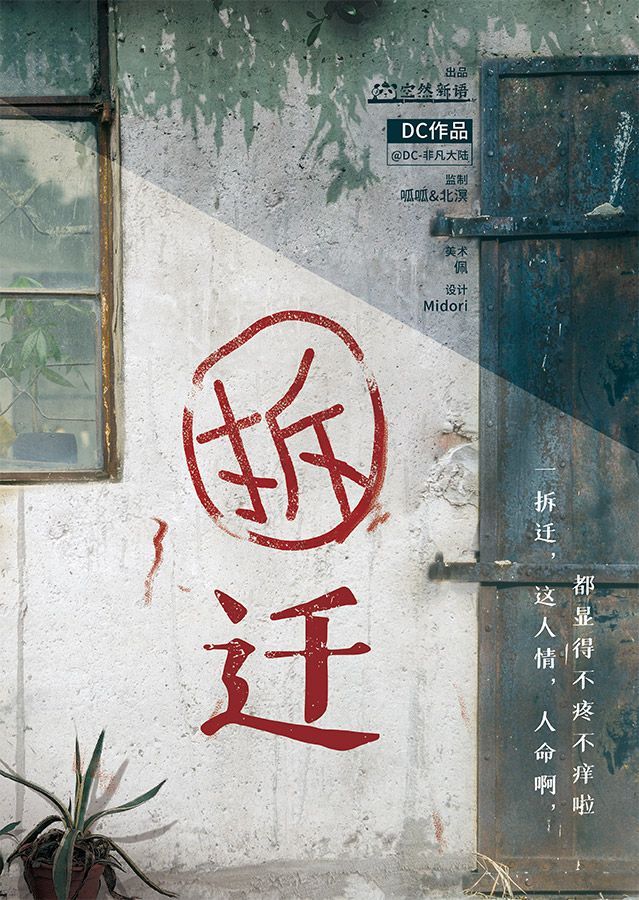 出品
空然新语
DC作品
@DC-非凡大陆
监制
呱呱&北溟
美术
佩
设计
Midori
拆
迁
一拆迁，这人情，人命啊，
都显得不疼不痒啦